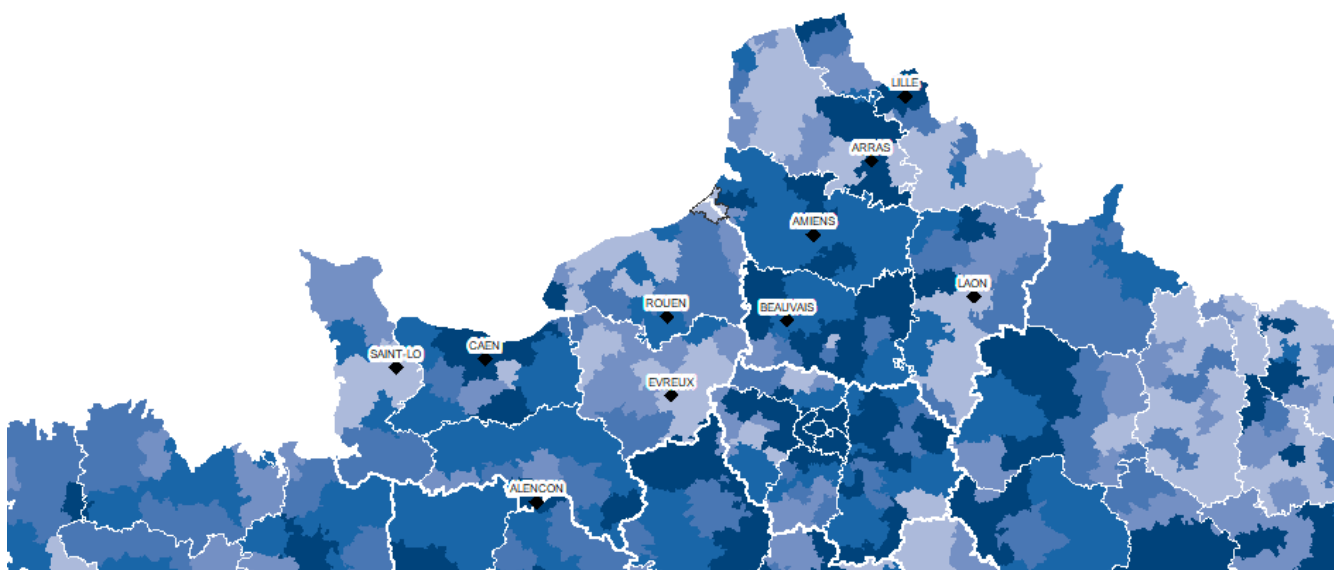 LILLE
ARRAS
AMIENS
LAON
ROUEN
BEAUVAIS
CAEN
SAINT-LO
EVREUX
ALENCON